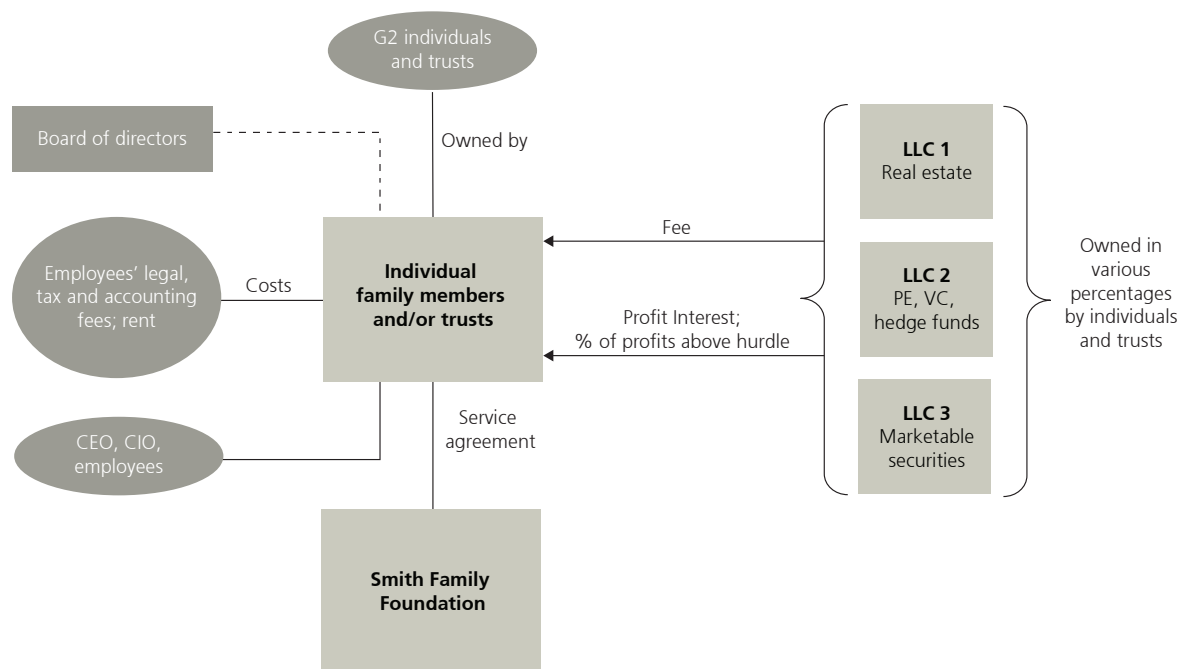 G2 individuals
and trusts
Board of directors
Owned by
LLC 1
Real estate
Fee
Employees’ legal,
tax and accounting
fees; rent
Costs
Individual
family members
and/or trusts
LLC 2
PE, VC,
hedge funds
Owned in
various
percentages
by individuals
and trusts
Profit Interest;
% of profits above hurdle
LLC 3
Marketable
securities
Service
agreement
CEO, CIO,
employees
Smith Family
Foundation